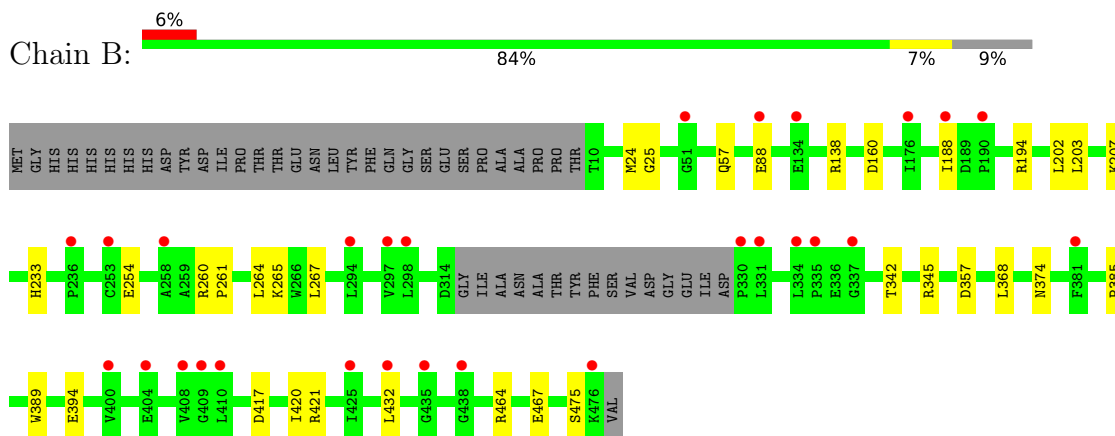 6%
Chain B:
84% 7% 9%
MET GLY HIS HIS HIS HIS HIS HIS ASP TYR ASP ILE PRO THR THR GLU ASN LEU TYR PHE GLN GLY SER GLU SER PRO ALA ALA PRO PRO THR T10 M24 G25 G51 Q57 E88 E134 R138 D160 I176 I188 D189 P190 R194 L202 L203 K207
H233 P236 C253 E254 A258 A259 R260 P261 L264 K265 W266 L267 L294 V297 L298 D314 GLY ILE ALA ASN ALA THR TYR PHE SER VAL ASP GLY GLU ILE ASP P330 L331 L334 P335 E336 G337 T342 R345 D357 L368 N374 F381
W389 E394 V400 E404 V408 G409 L410 D417 I420 R421 I425 L432 G435 G438 R464 E467 S475 K476 VAL